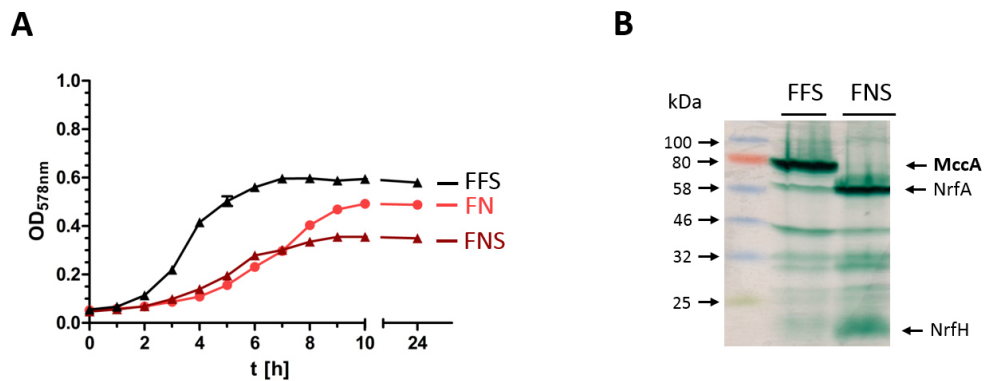 A
OD578nm
1.0
0.8
0.6
0.4
0.2
0.0
0 2 4 6 8 10 24
t [h]
FFS
FN
FNS
B
kDa
FFS FNS
100
80
58
46
32
25
MccA
NrfA
NrfH